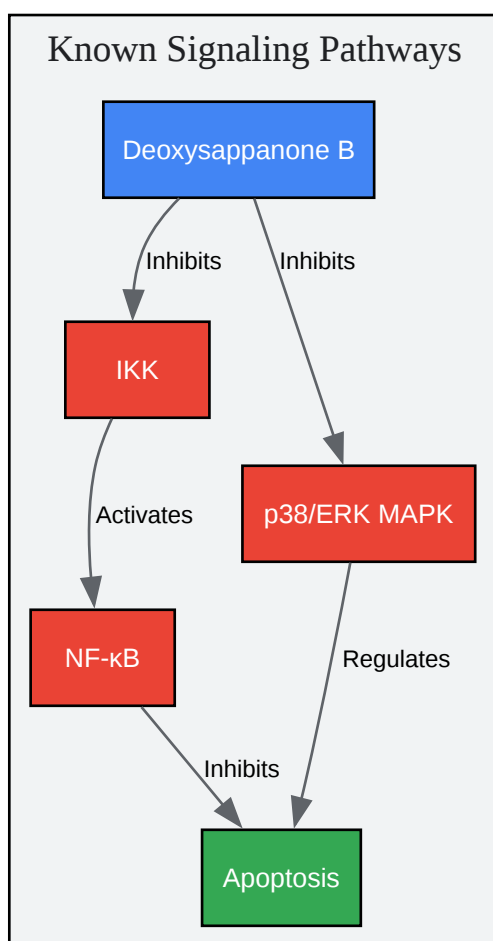 Known Signaling Pathways
Deoxysappanone B
Inhibits
Inhibits
IKK
Activates
p38/ERK MAPK
NF-κB
Regulates
Inhibits
Apoptosis